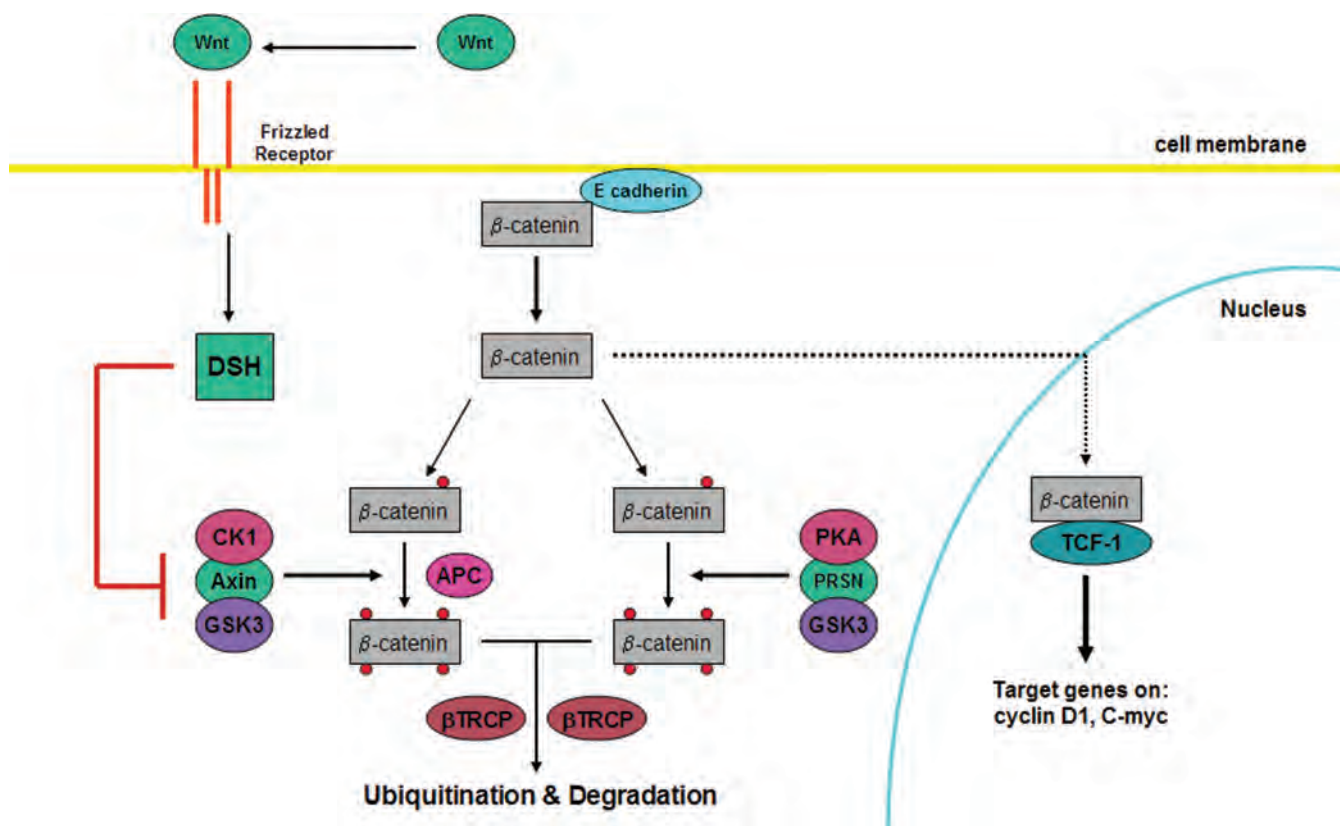 Wnt
Wnt
Frizzled
Receptor
cell membrane
E cadherin
β-catenin
Nucleus
β-catenin
DSH
β-catenin
β-catenin
β-catenin
TCF-1
CK1
Axin
GSK3
APC
PKA
PRSN
GSK3
β-catenin
β-catenin
βTRCP
βTRCP
Target genes on:
cyclin D1, C-myc
Ubiquitination & Degradation